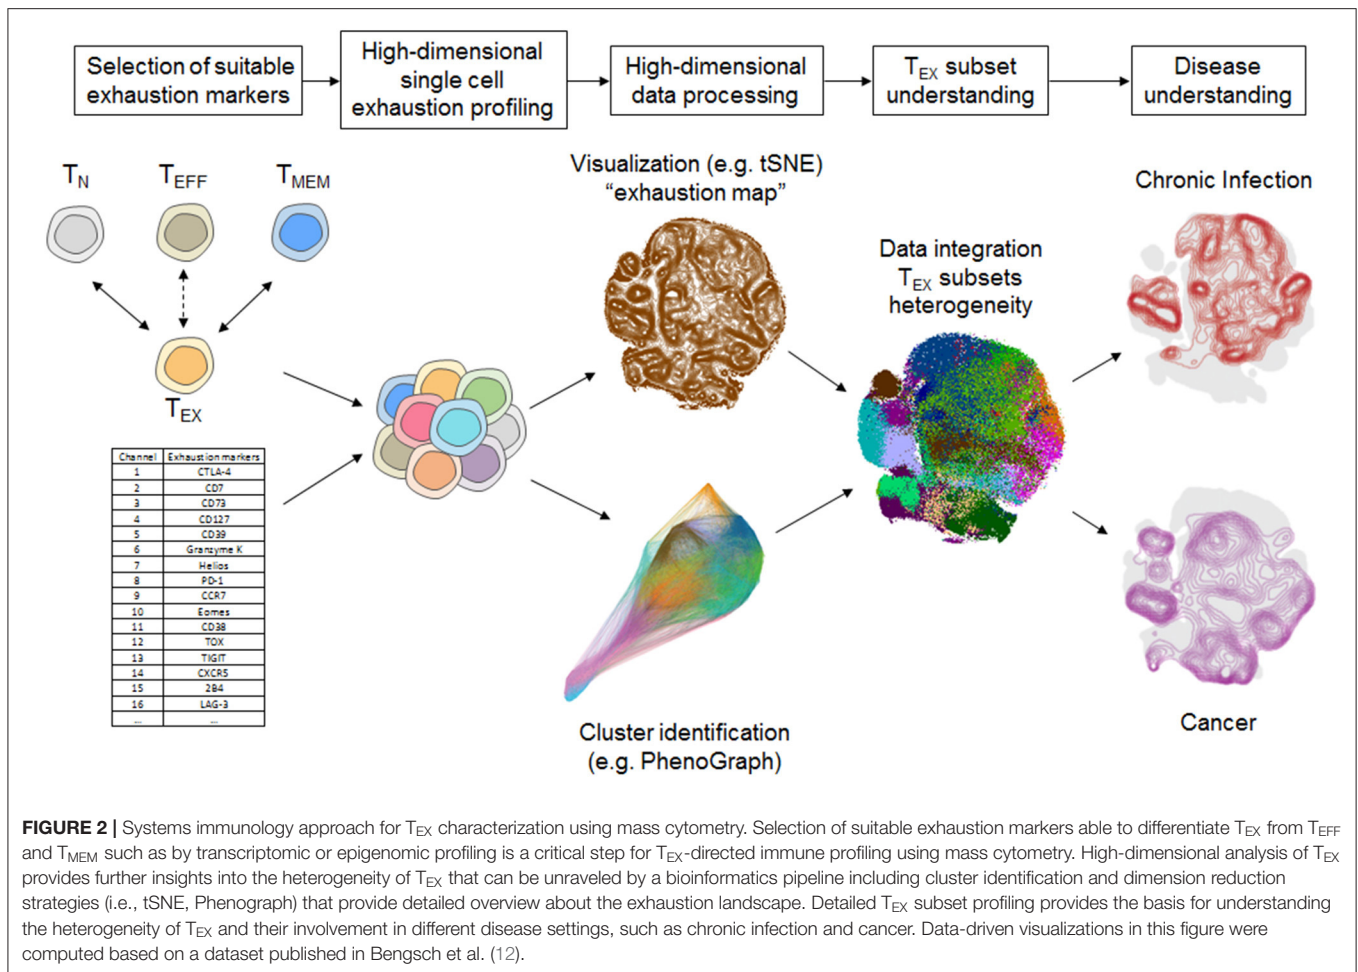 Selection of suitable
exhaustion markers
High-dimensional
single cell
exhaustion profiling
High-dimensional
data processing
TEX subset
understanding
Disease
understanding
TN
TEFF
TMEM
TEX
Channel Exhaustion markers
1 CTLA-4
2 CD7
3 CD73
4 CD127
5 CD39
6 Granzyme K
7 Helios
8 PD-1
9 CCR7
10 Eomes
11 CD38
12 TOX
13 TIGIT
14 CXCR5
15 2B4
16 LAG-3
... ...
Visualization (e.g. tSNE)
“exhaustion map”
Cluster identification
(e.g. PhenoGraph)
Data integration
TEX subsets
heterogeneity
Chronic Infection
Cancer
FIGURE 2 | Systems immunology approach for TEX characterization using mass cytometry. Selection of suitable exhaustion markers able to differentiate TEX from TEFF
and TMEM such as by transcriptomic or epigenomic profiling is a critical step for TEX-directed immune profiling using mass cytometry. High-dimensional analysis of TEX
provides further insights into the heterogeneity of TEX that can be unraveled by a bioinformatics pipeline including cluster identification and dimension reduction
strategies (i.e., tSNE, Phenograph) that provide detailed overview about the exhaustion landscape. Detailed TEX subset profiling provides the basis for understanding
the heterogeneity of TEX and their involvement in different disease settings, such as chronic infection and cancer. Data-driven visualizations in this figure were
computed based on a dataset published in Bengsch et al. (12).